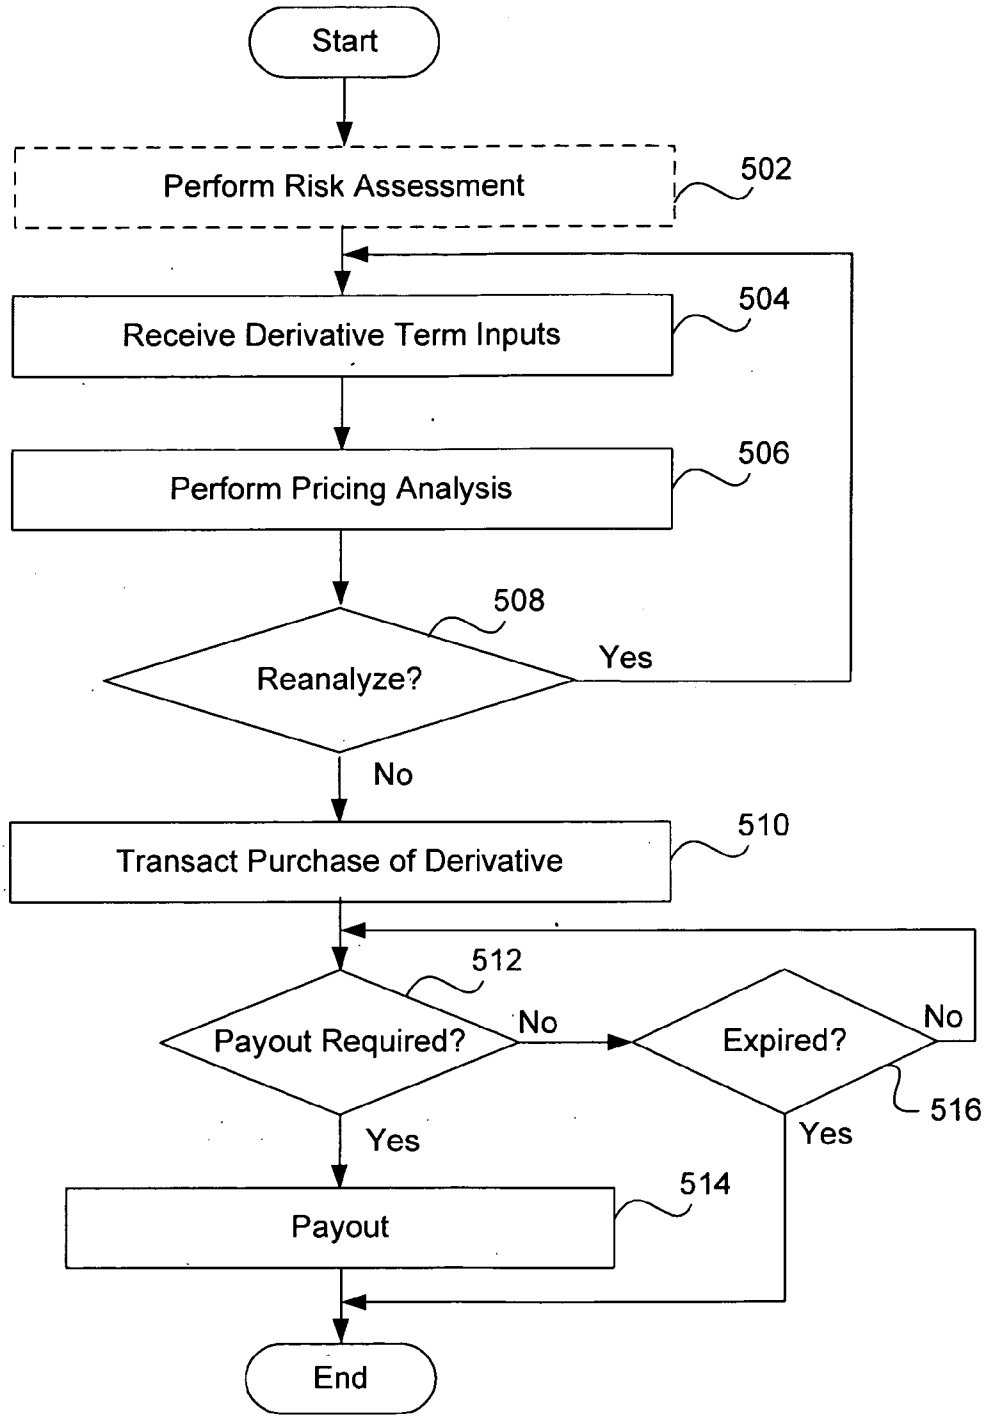 Start
Perform Risk Assessment
502
Receive Derivative Term Inputs
504
Perform Pricing Analysis
506
508
Reanalyze?
Yes
No
Transact Purchase of Derivative
510
512
Payout Required?
No
Expired?
No
516
Yes
Yes
Payout
514
End